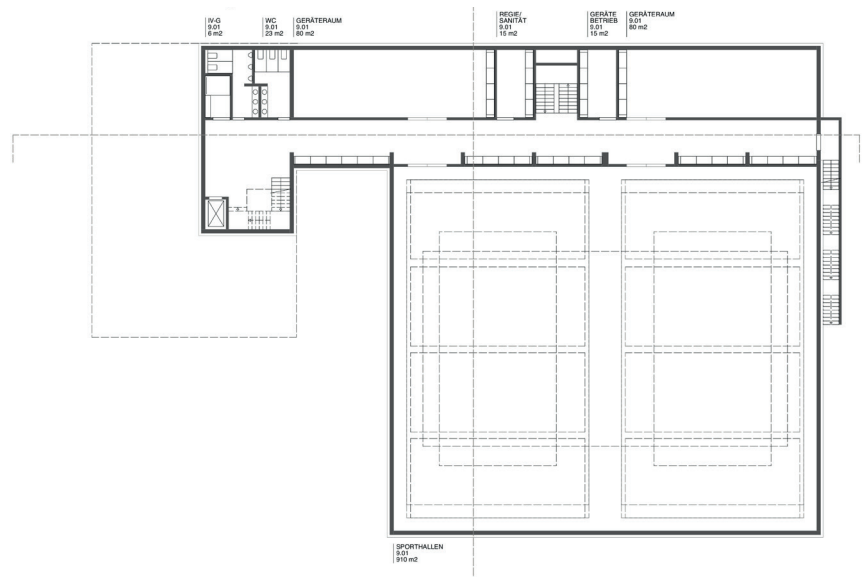 IV-G
9.01
6 m2
WC
9.01
23 m2
GERÄTERAUM
9.01
80 m2
REGIE/
SANITÄT
9.01
15 m2
GERÄTE
BETRIEB
9.01
15 m2
GERÄTERAUM
9.01
80 m2
SPORTHALLEN
9.01
910 m2